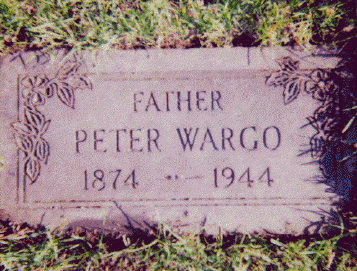 FATHER
PETER WARGO
1874 - 1944